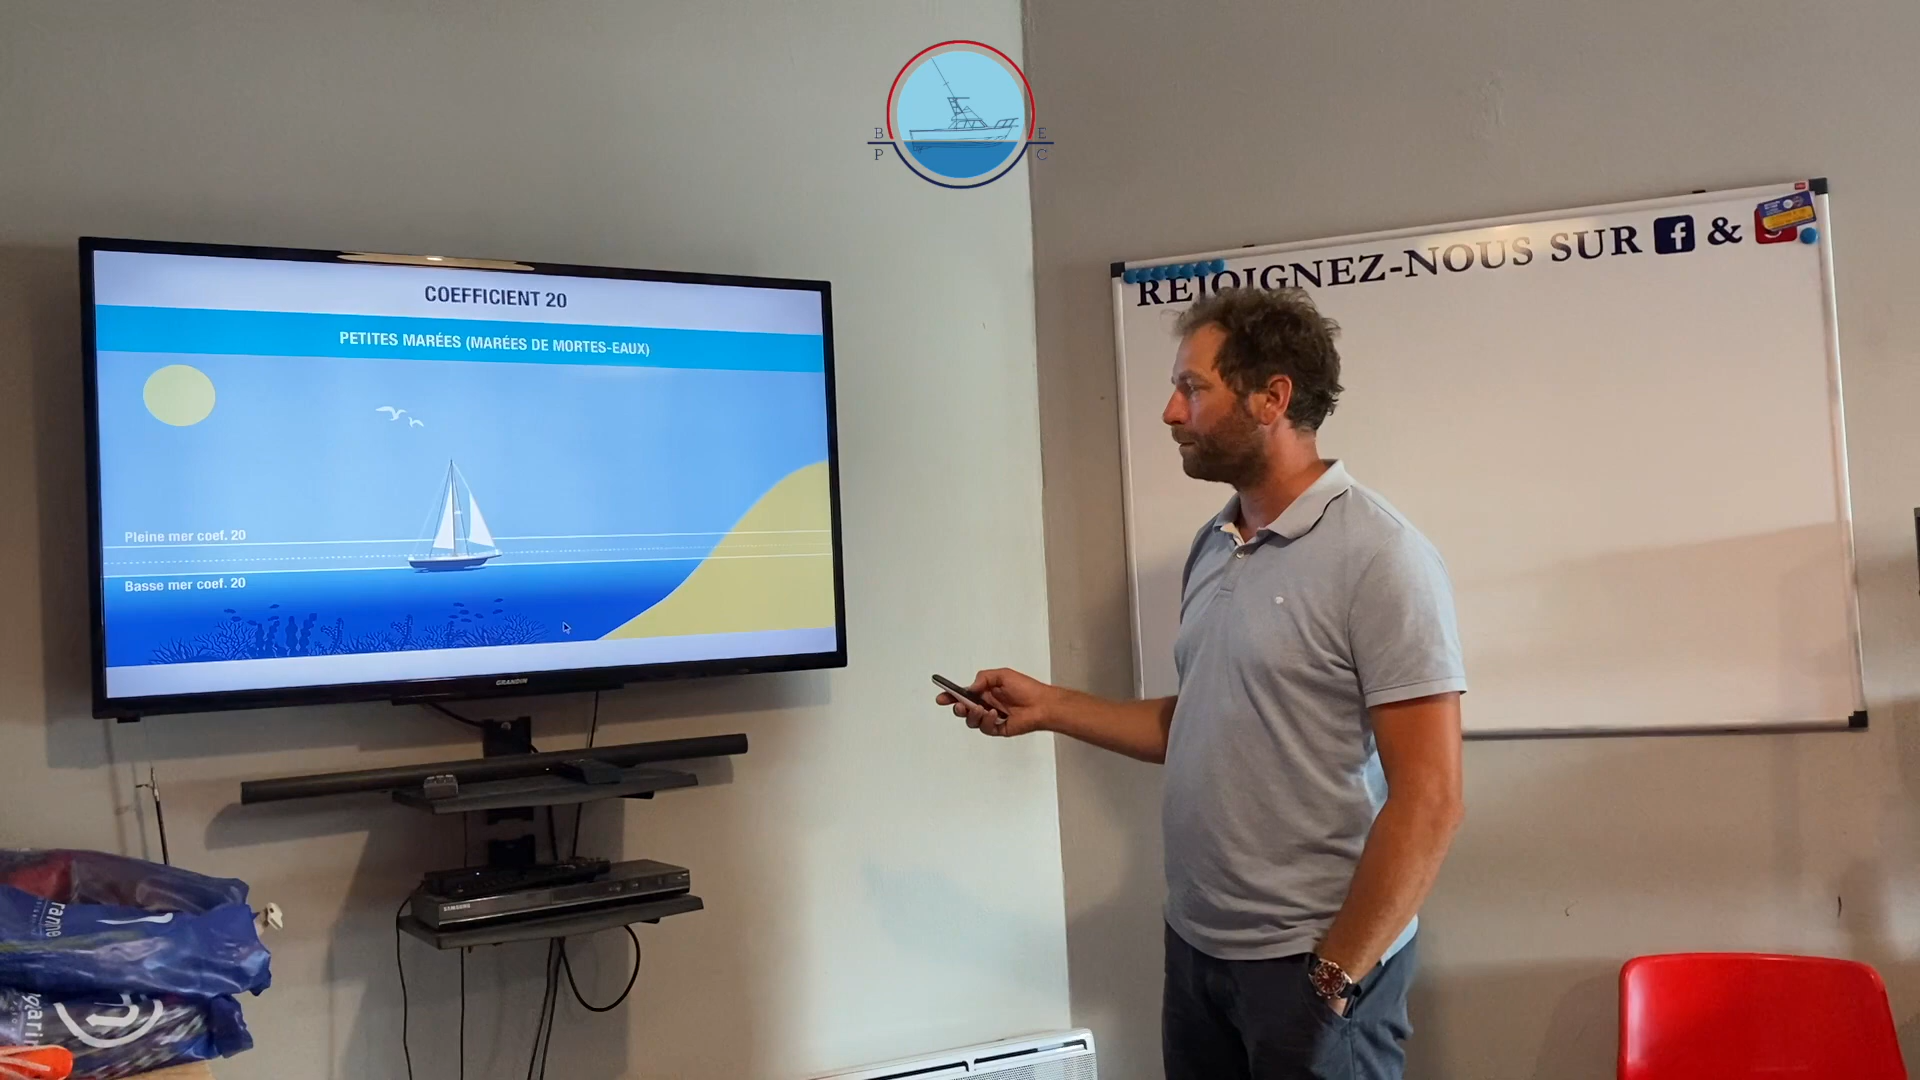 B E
P C
REJOIGNEZ-NOUS SUR f &
COEFFICIENT 20
PETITES MARÉES (MARÉES DE MORTES-EAUX)
Pleine mer coef. 20
Basse mer coef. 20
GRANDIN
SAMSUNG